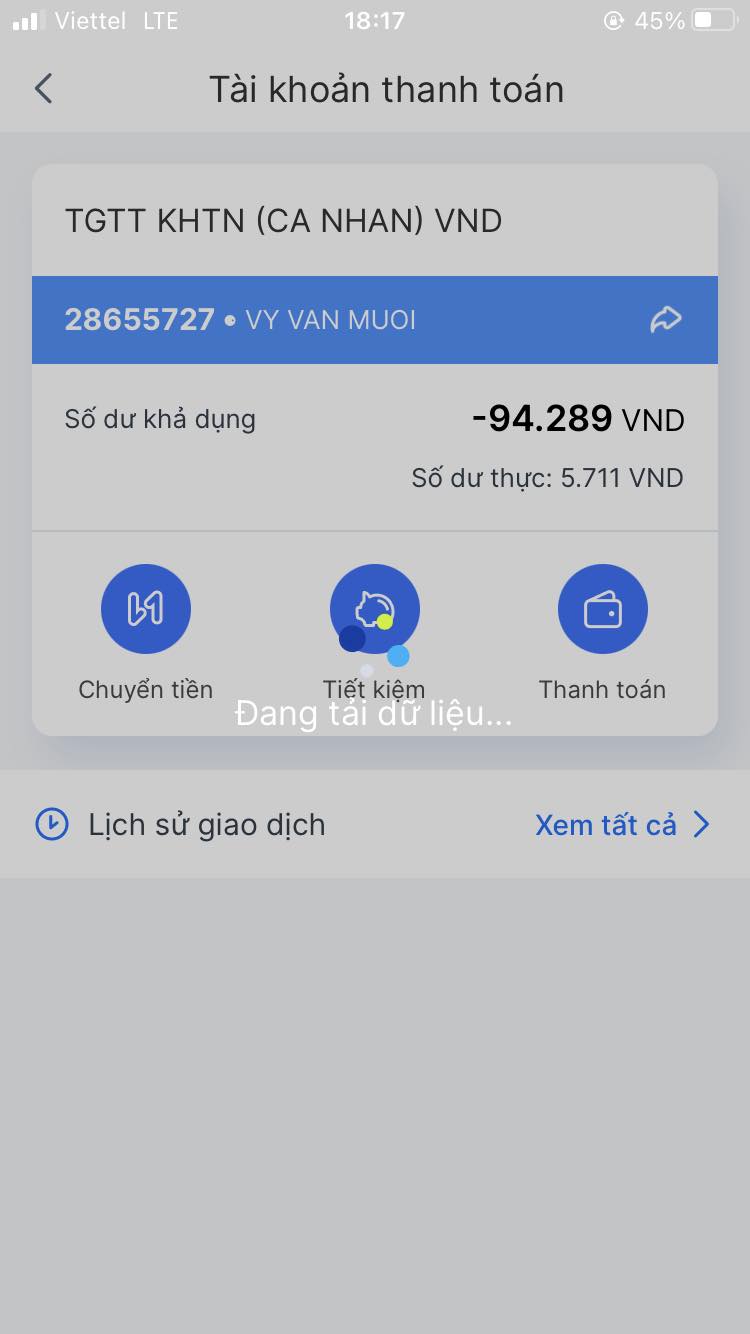 Viettel LTE 18:17 45%
Tài khoản thanh toán
TGTT KHTN (CA NHAN) VND
28655727 • VY VAN MUOI
Số dư khả dụng -94.289 VND
Số dư thực: 5.711 VND
Chuyển tiền Tiết kiệm Thanh toán
Đang tải dữ liệu...
Lịch sử giao dịch Xem tất cả